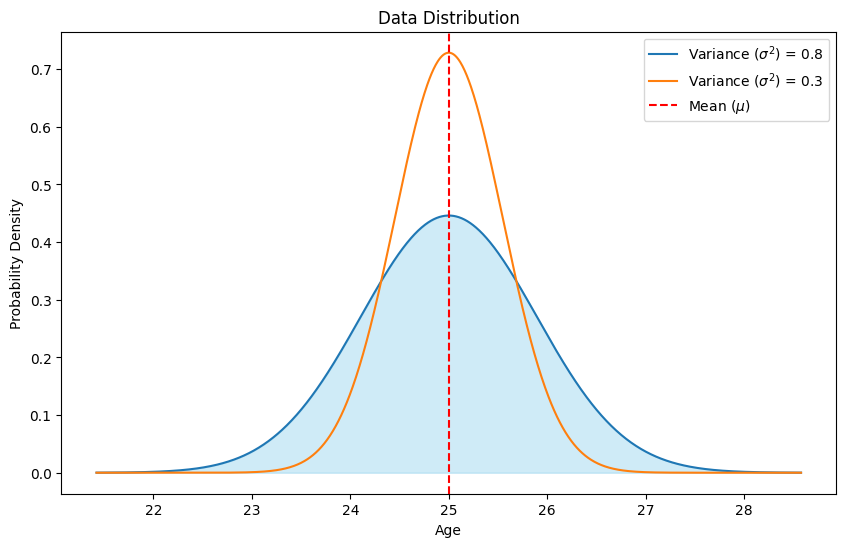 Data Distribution
Variance (σ²) = 0.8
Variance (σ²) = 0.3
Mean (μ)
Probability Density
0.7
0.6
0.5
0.4
0.3
0.2
0.1
0.0
22 23 24 25 26 27 28
Age